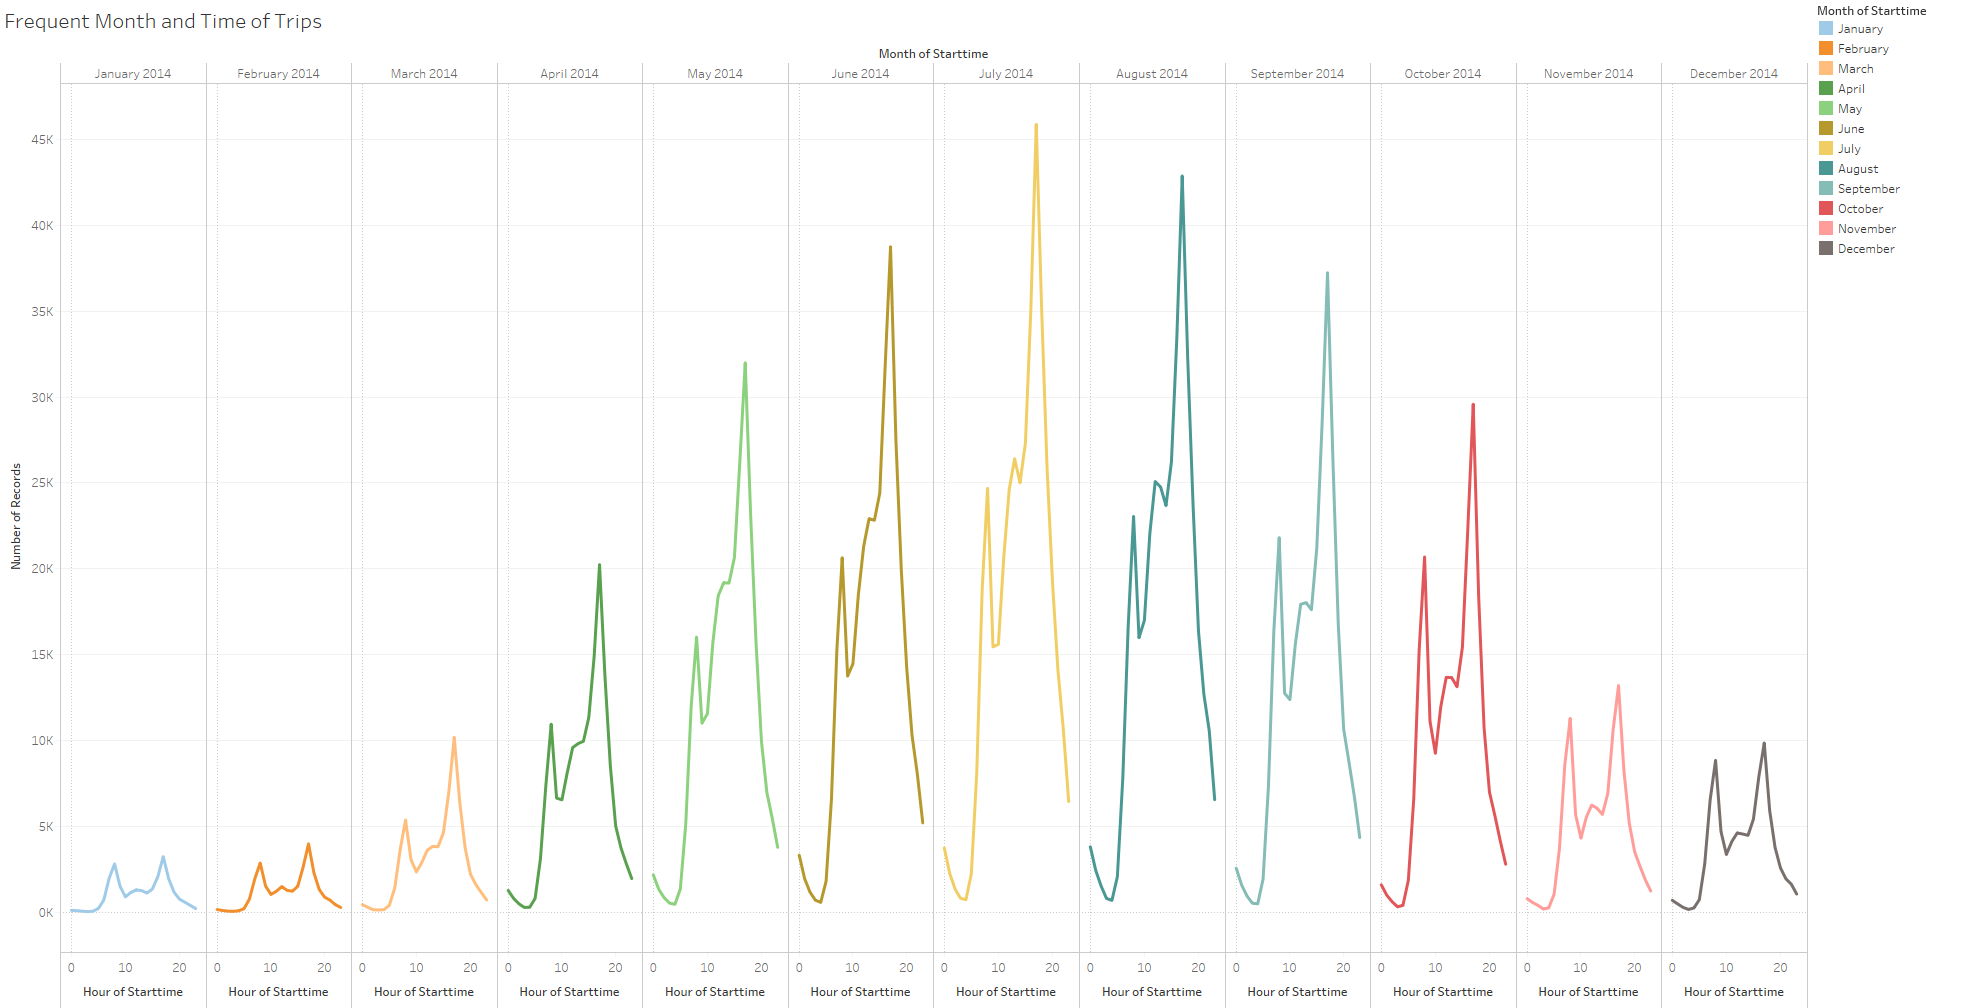 Frequent Month and Time of Trips
Month of Starttime
January 2014 February 2014 March 2014 April 2014 May 2014 June 2014 July 2014 August 2014 September 2014 October 2014 November 2014 December 2014
Number of Records
45K
40K
35K
30K
25K
20K
15K
10K
5K
0K
0 10 20 0 10 20 0 10 20 0 10 20 0 10 20 0 10 20 0 10 20 0 10 20 0 10 20 0 10 20 0 10 20 0 10 20
Hour of Starttime Hour of Starttime Hour of Starttime Hour of Starttime Hour of Starttime Hour of Starttime Hour of Starttime Hour of Starttime Hour of Starttime Hour of Starttime Hour of Starttime Hour of Starttime
Month of Starttime
January
February
March
April
May
June
July
August
September
October
November
December